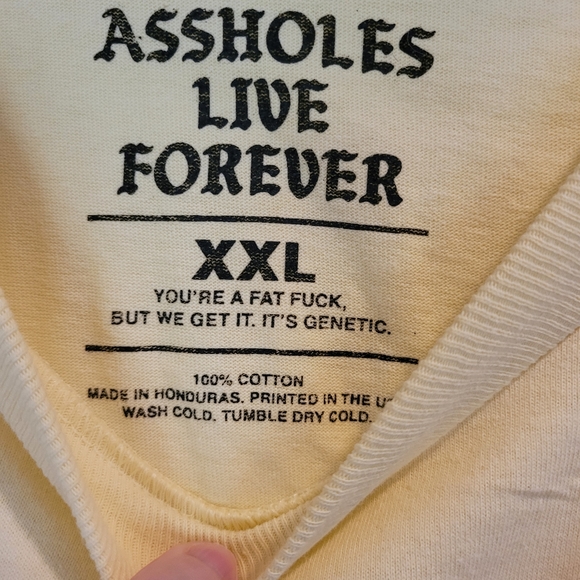 ASSHOLES
LIVE
FOREVER
XXL
YOU'RE A FAT FUCK,
BUT WE GET IT. IT'S GENETIC.
100% COTTON
MADE IN HONDURAS. PRINTED IN THE
WASH COLD. TUMBLE DRY COLD.